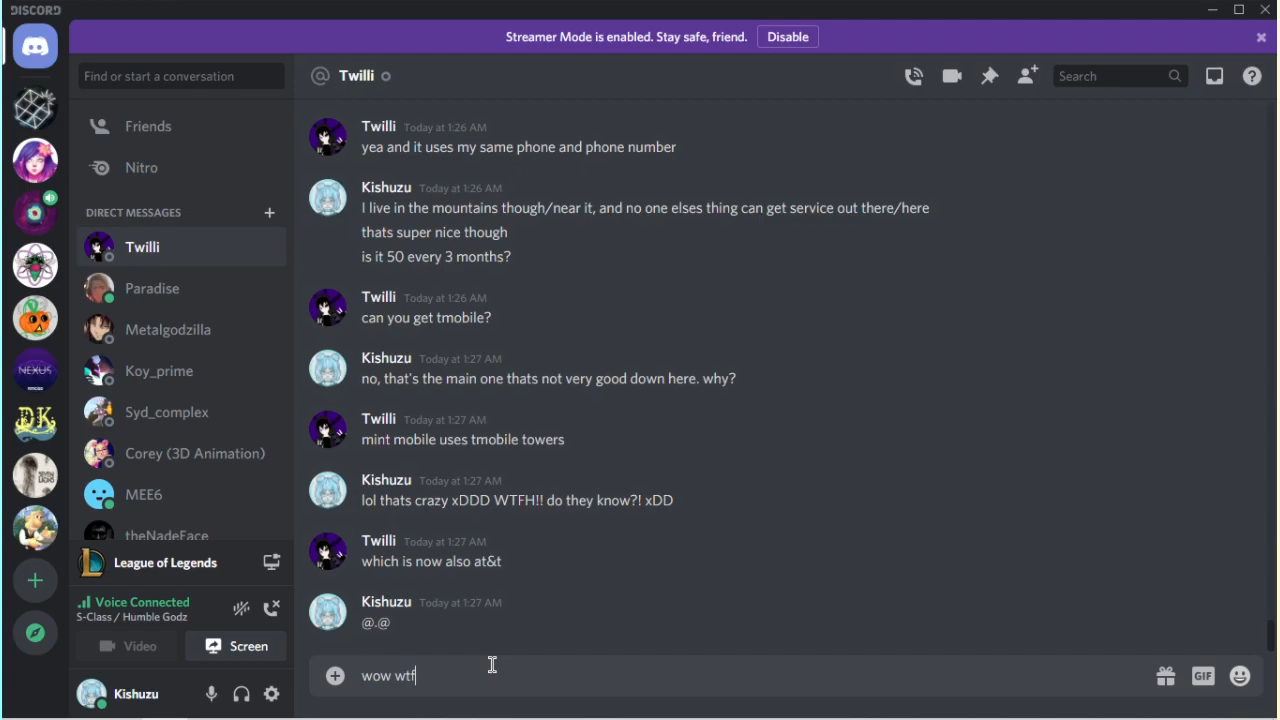 DISCORD
Streamer Mode is enabled. Stay safe, friend.
Disable
Find or start a conversation
@ Twilli
Search
Friends
Nitro
DIRECT MESSAGES
Twilli
Paradise
Metalgodzilla
Koy_prime
Syd_complex
Corey (3D Animation)
MEE6
theNadeFace
NEXUS
DK
League of Legends
Voice Connected
S-Class / Humble Godz
Video
Screen
Kishuzu
Twilli Today at 1:26 AM
yea and it uses my same phone and phone number
Kishuzu Today at 1:26 AM
I live in the mountains though/near it, and no one elses thing can get service out there/here
thats super nice though
is it 50 every 3 months?
Twilli Today at 1:26 AM
can you get tmobile?
Kishuzu Today at 1:27 AM
no, that's the main one thats not very good down here. why?
Twilli Today at 1:27 AM
mint mobile uses tmobile towers
Kishuzu Today at 1:27 AM
lol thats crazy xDDD WTFH!! do they know?! xDD
Twilli Today at 1:27 AM
which is now also at&t
Kishuzu Today at 1:27 AM
@.@
wow wtf
GIF